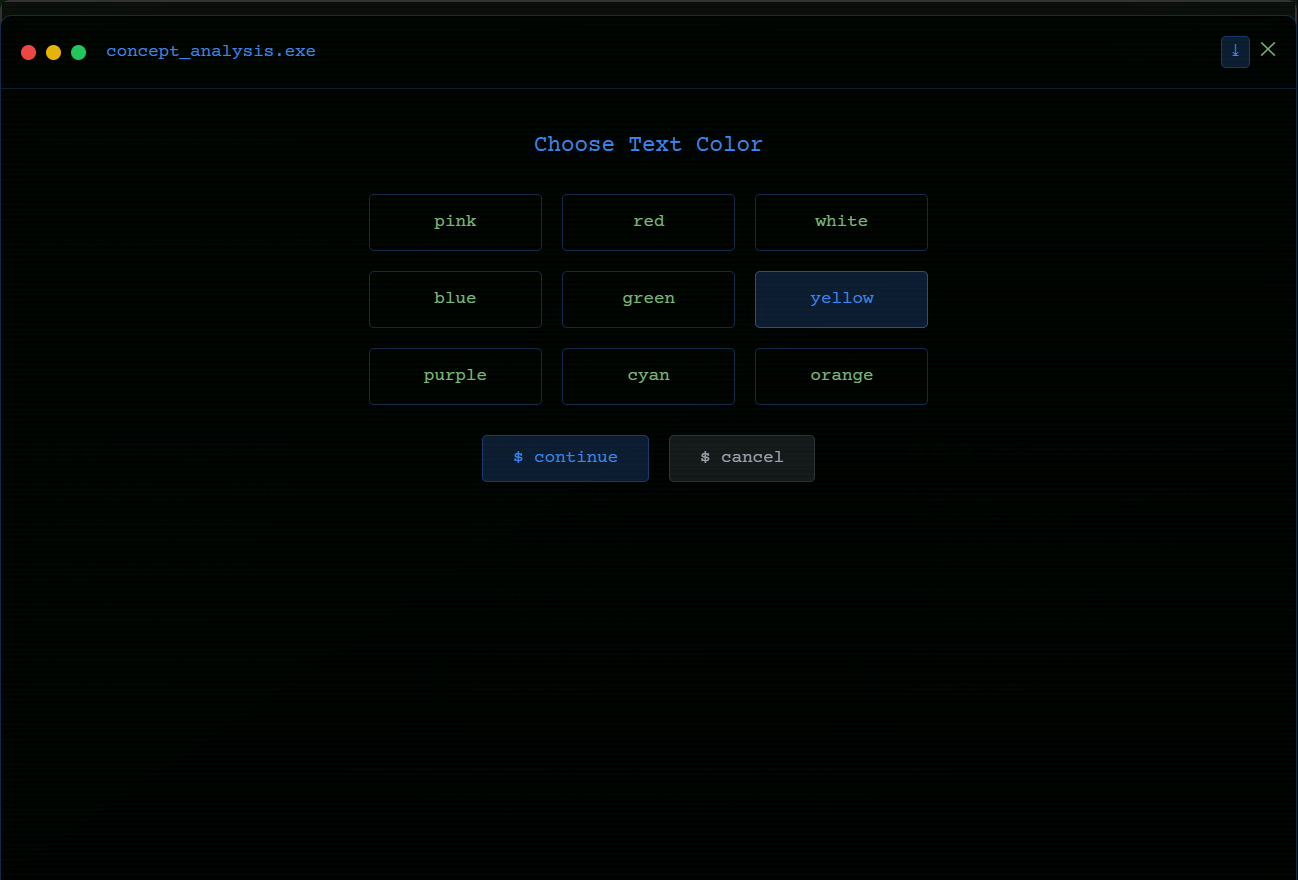 concept_analysis.exe
⤓
Choose Text Color
pink red white
blue green yellow
purple cyan orange
$ continue $ cancel